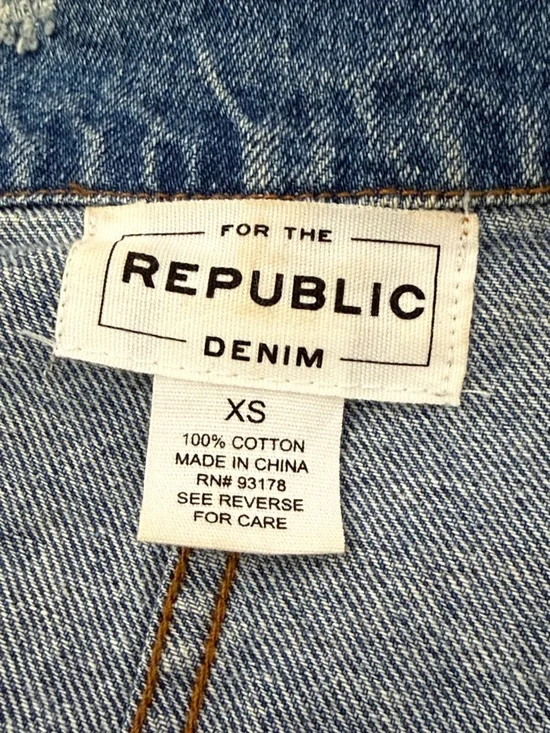 FOR THE
REPUBLIC
DENIM
XS
100% COTTON
MADE IN CHINA
RN# 93178
SEE REVERSE
FOR CARE